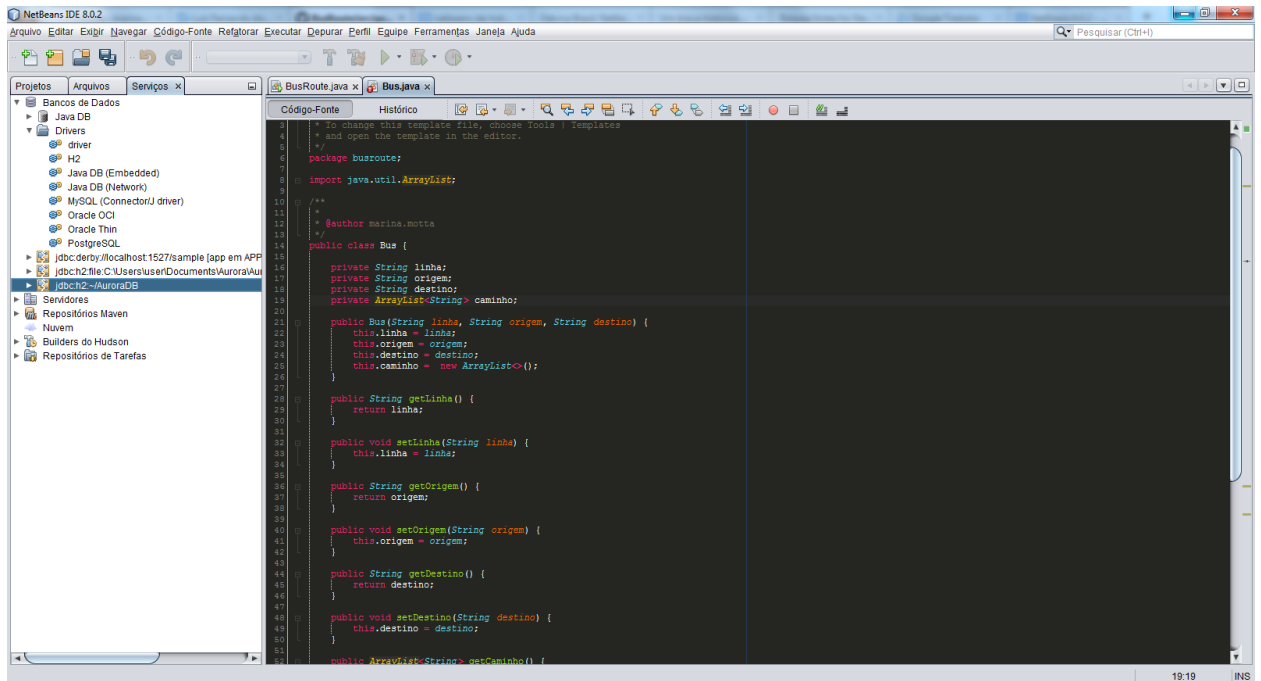 NetBeans IDE 8.0.2
Arquivo Editar Exibir Navegar Código-Fonte Refatorar Executar Depurar Perfil Equipe Ferramentas Janela Ajuda
Pesquisar (Ctrl+I)
Projetos Arquivos Serviços
Bancos de Dados
Java DB
Drivers
driver
H2
Java DB (Embedded)
Java DB (Network)
MySQL (Connector/J driver)
Oracle OCI
Oracle Thin
PostgreSQL
jdbc:derby://localhost:1527/sample [app em APP
jdbc:h2:file:C:\Users\user\Documents\Aurora\Au
jdbc:h2:~/AuroraDB
Servidores
Repositórios Maven
Nuvem
Builders do Hudson
Repositórios de Tarefas
BusRoute.java Bus.java
Código-Fonte Histórico
3 * To change this template file, choose Tools | Templates
4 * and open the template in the editor.
5 */
6 package busroute;
7
8 import java.util.ArrayList;
9
10 /**
11 *
12 * @author marina.motta
13 */
14 public class Bus {
15
16 private String linha;
17 private String origem;
18 private String destino;
19 private ArrayList<String> caminho;
20
21 public Bus(String linha, String origem, String destino) {
22 this.linha = linha;
23 this.origem = origem;
24 this.destino = destino;
25 this.caminho = new ArrayList<>();
26 }
27
28 public String getLinha() {
29 return linha;
30 }
31
32 public void setLinha(String linha) {
33 this.linha = linha;
34 }
35
36 public String getOrigem() {
37 return origem;
38 }
39
40 public void setOrigem(String origem) {
41 this.origem = origem;
42 }
43
44 public String getDestino() {
45 return destino;
46 }
47
48 public void setDestino(String destino) {
49 this.destino = destino;
50 }
51
52 public ArrayList<String> getCaminho() {
19:19 INS